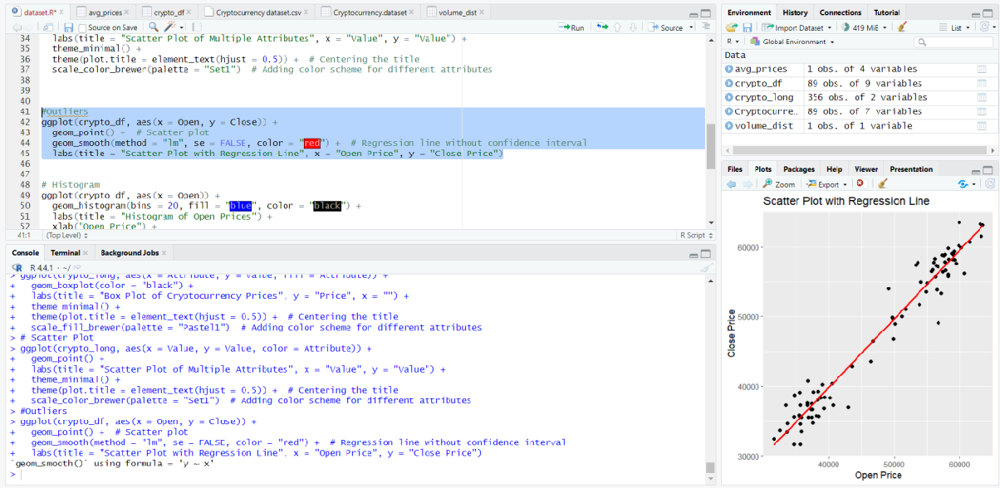 dataset.R* avg_prices crypto_df Cryptocurrency dataset.csv Cryptocurrency.dataset volume_dist
Source on Save Run Source
34 labs(title = "Scatter Plot of Multiple Attributes", x = "Value", y = "Value") +
35 theme_minimal() +
36 theme(plot.title = element_text(hjust = 0.5)) + # Centering the title
37 scale_color_brewer(palette = "Set1") # Adding color scheme for different attributes
38
39
40
41 #Outliers
42 ggplot(crypto_df, aes(x = Open, y = Close)) +
43 geom_point() + # Scatter plot
44 geom_smooth(method = "lm", se = FALSE, color = "red") + # Regression line without confidence interval
45 labs(title = "Scatter Plot with Regression Line", x = "Open Price", y = "Close Price")
46
47
48 # Histogram
49 ggplot(crypto_df, aes(x = Open)) +
50 geom_histogram(bins = 20, fill = "blue", color = "black") +
51 labs(title = "Histogram of Open Prices") +
52 xlab("Open Price") +
41:1 (Top Level) R Script
Console Terminal Background Jobs
R 4.4.1 · ~/
> ggplot(crypto_long, aes(x = Attribute, y = Value, fill = Attribute)) +
+ geom_boxplot(color = "black") +
+ labs(title = "Box Plot of Cryptocurrency Prices", y = "Price", x = "") +
+ theme_minimal() +
+ theme(plot.title = element_text(hjust = 0.5)) + # Centering the title
+ scale_fill_brewer(palette = "Pastel1") # Adding color scheme for different attributes
> # Scatter Plot
> ggplot(crypto_long, aes(x = Value, y = Value, color = Attribute)) +
+ geom_point() +
+ labs(title = "Scatter Plot of Multiple Attributes", x = "Value", y = "Value") +
+ theme_minimal() +
+ theme(plot.title = element_text(hjust = 0.5)) + # Centering the title
+ scale_color_brewer(palette = "Set1") # Adding color scheme for different attributes
> #Outliers
> ggplot(crypto_df, aes(x = Open, y = Close)) +
+ geom_point() + # Scatter plot
+ geom_smooth(method = "lm", se = FALSE, color = "red") + # Regression line without confidence interval
+ labs(title = "Scatter Plot with Regression Line", x = "Open Price", y = "Close Price")
`geom_smooth()` using formula = 'y ~ x'
>
Environment History Connections Tutorial
Import Dataset 419 MiB List
R Global Environment
Data
avg_prices 1 obs. of 4 variables
crypto_df 89 obs. of 9 variables
crypto_long 356 obs. of 2 variables
Cryptocurre… 89 obs. of 7 variables
volume_dist 1 obs. of 1 variable
Files Plots Packages Help Viewer Presentation
Zoom Export
Scatter Plot with Regression Line
60000
50000
40000
30000
Close Price
40000 50000 60000
Open Price